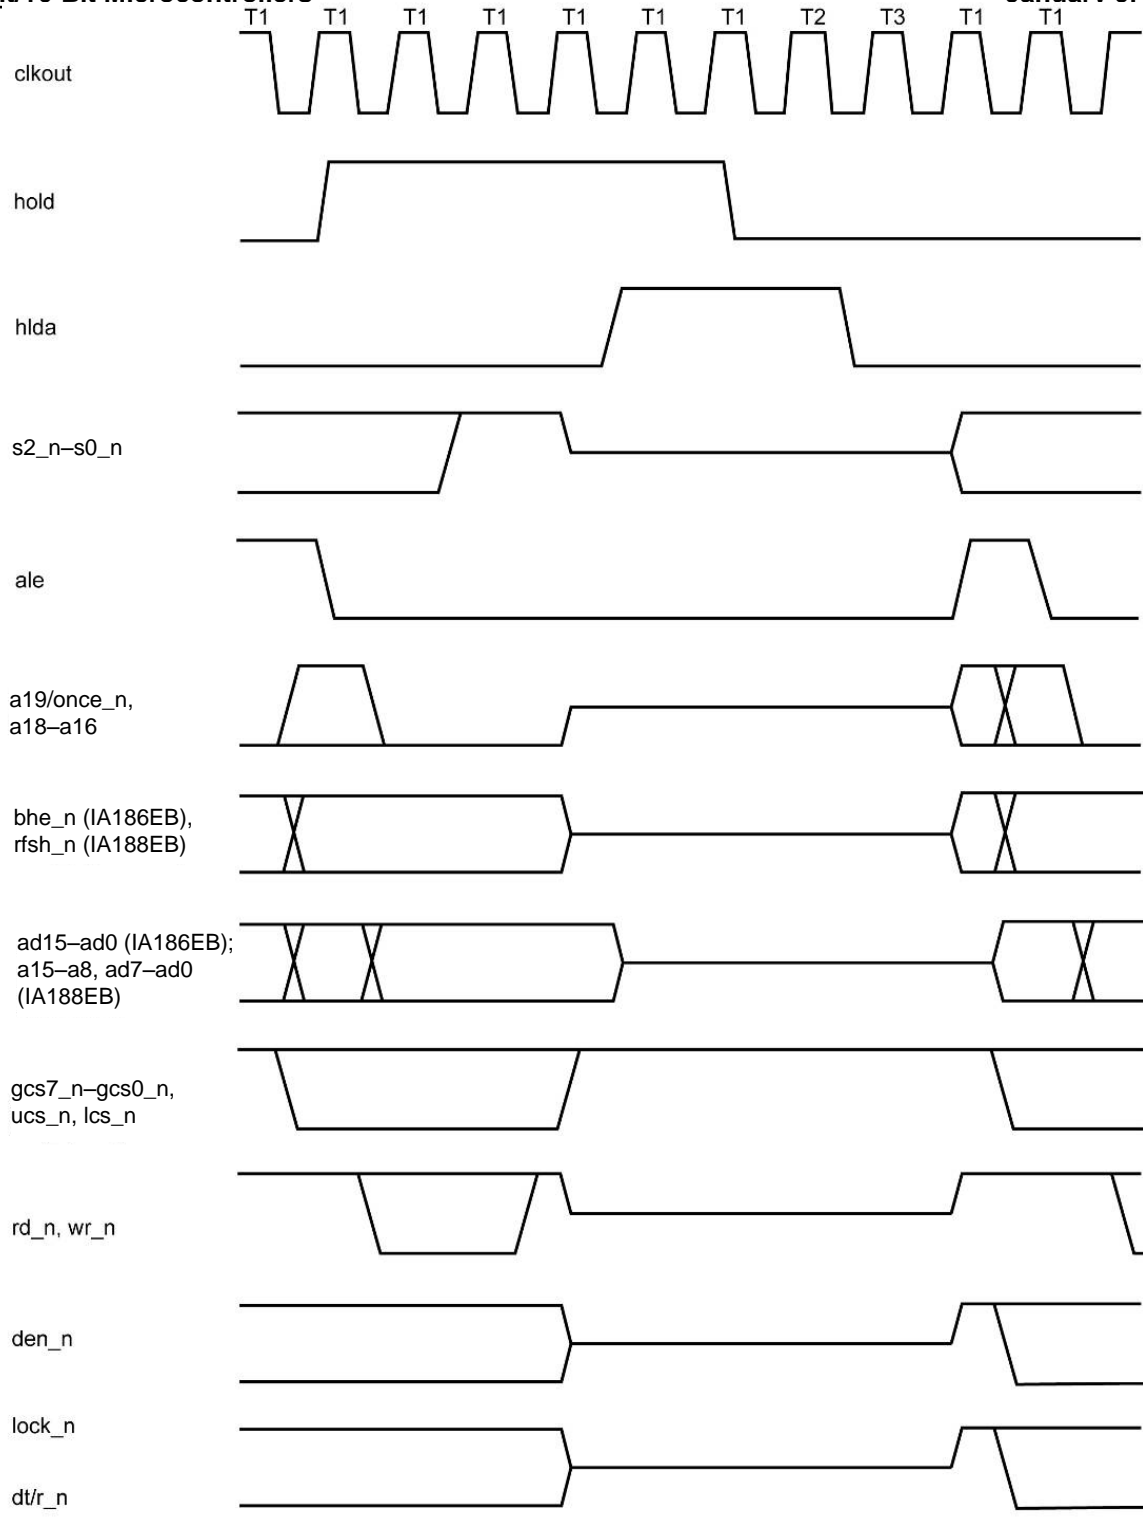 T1 T1 T1 T1 T1 T1 T1 T2 T3 T1 T1
clkout
hold
hlda
s2_n–s0_n
ale
a19/once_n,
a18–a16
bhe_n (IA186EB),
rfsh_n (IA188EB)
ad15–ad0 (IA186EB);
a15–a8, ad7–ad0
(IA188EB)
gcs7_n–gcs0_n,
ucs_n, lcs_n
rd_n, wr_n
den_n
lock_n
dt/r_n